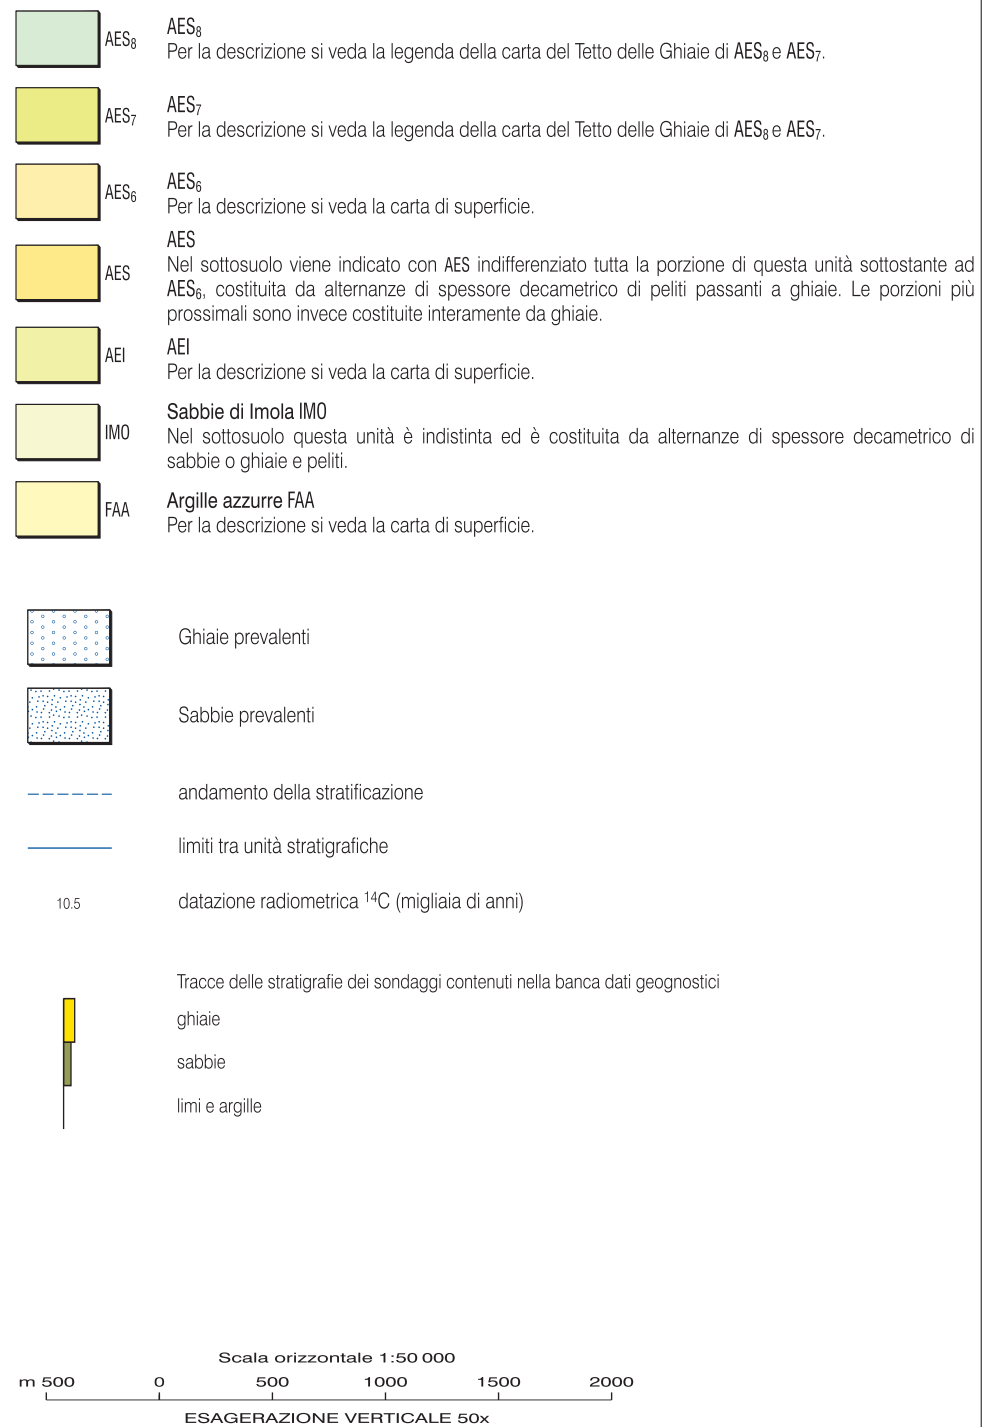 AES₈
AES₈
Per la descrizione si veda la legenda della carta del Tetto delle Ghiaie di AES₈ e AES₇.
AES₇
AES₇
Per la descrizione si veda la legenda della carta del Tetto delle Ghiaie di AES₈ e AES₇.
AES₆
AES₆
Per la descrizione si veda la carta di superficie.
AES
AES
Nel sottosuolo viene indicato con AES indifferenziato tutta la porzione di questa unità sottostante ad
AES₆, costituita da alternanze di spessore decametrico di peliti passanti a ghiaie. Le porzioni più
prossimali sono invece costituite interamente da ghiaie.
AEI
AEI
Per la descrizione si veda la carta di superficie.
IMO
Sabbie di Imola IMO
Nel sottosuolo questa unità è indistinta ed è costituita da alternanze di spessore decametrico di
sabbie o ghiaie e peliti.
FAA
Argille azzurre FAA
Per la descrizione si veda la carta di superficie.
Ghiaie prevalenti
Sabbie prevalenti
andamento della stratificazione
limiti tra unità stratigrafiche
10.5 datazione radiometrica ¹⁴C (migliaia di anni)
Tracce delle stratigrafie dei sondaggi contenuti nella banca dati geognostici
ghiaie
sabbie
limi e argille
Scala orizzontale 1:50 000
m 500 0 500 1000 1500 2000
ESAGERAZIONE VERTICALE 50x